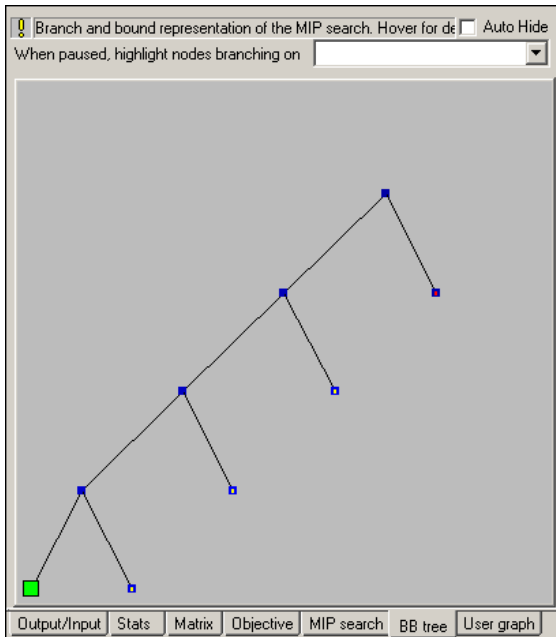 Branch and bound representation of the MIP search. Hover for de Auto Hide
When paused, highlight nodes branching on
Output/Input Stats Matrix Objective MIP search BB tree User graph